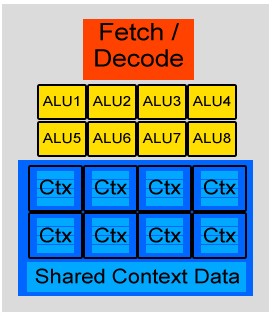 Fetch /
Decode
ALU1 ALU2 ALU3 ALU4
ALU5 ALU6 ALU7 ALU8
Ctx Ctx Ctx Ctx
Ctx Ctx Ctx Ctx
Shared Context Data